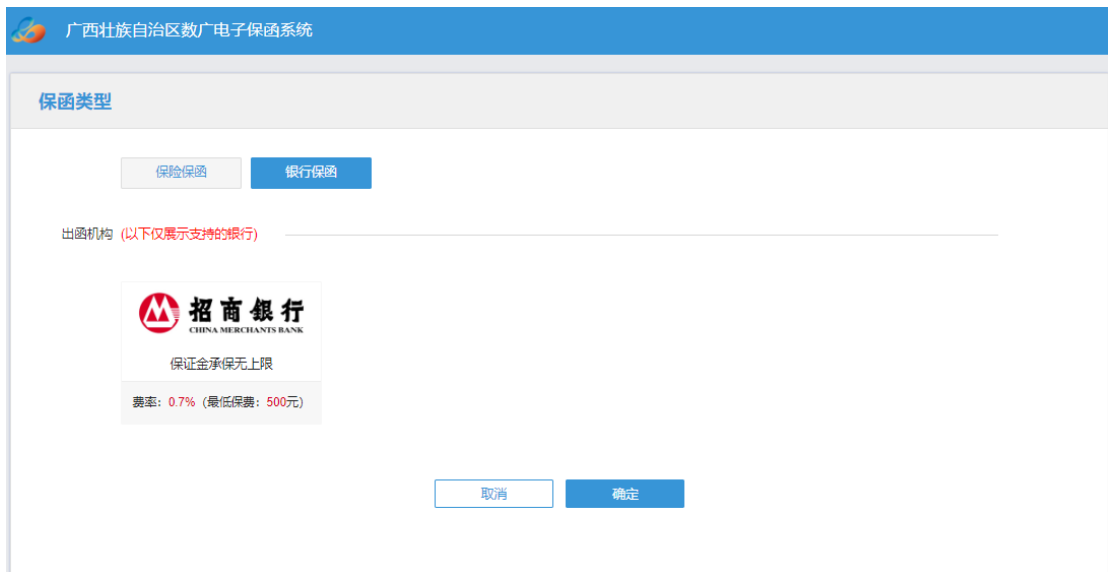 广西壮族自治区数广电子保函系统
保函类型
保险保函 银行保函
出函机构 (以下仅展示支持的银行)
招商银行
CHINA MERCHANTS BANK
保证金承保无上限
费率：0.7%（最低保费：500元）
取消 确定